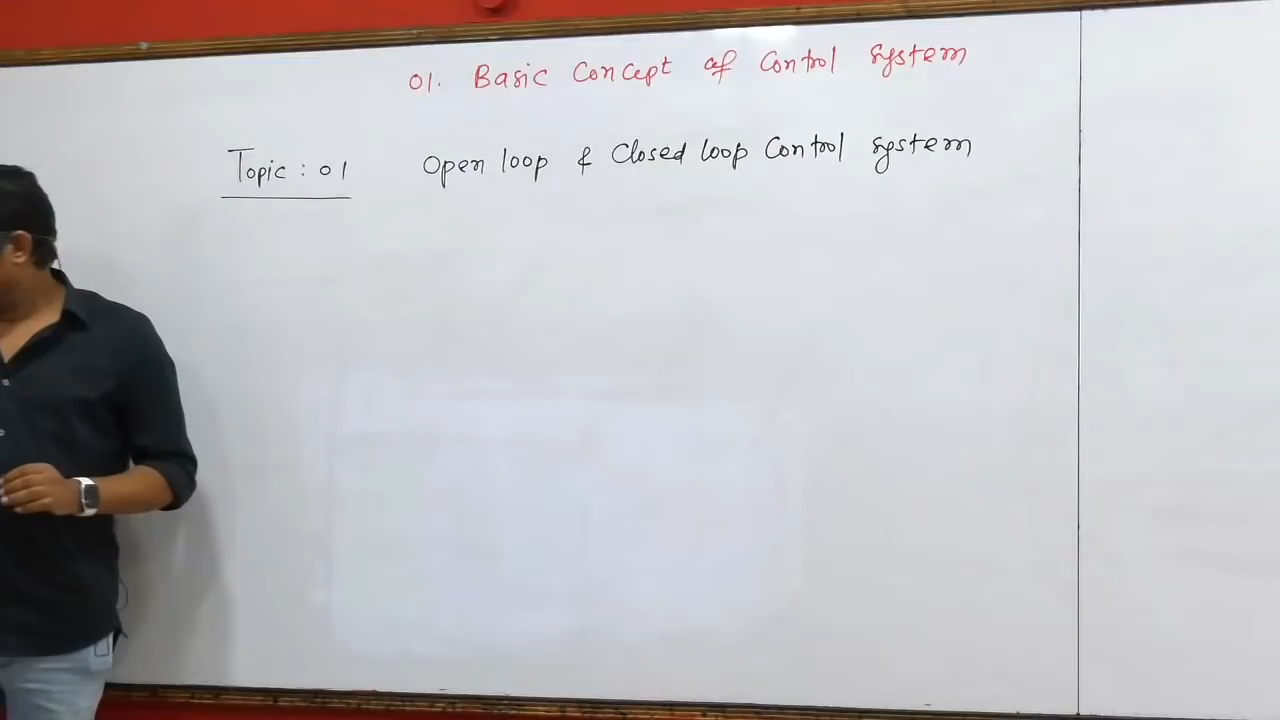 01. Basic Concept of Control System
Topic : 01 Open loop & Closed loop Control System